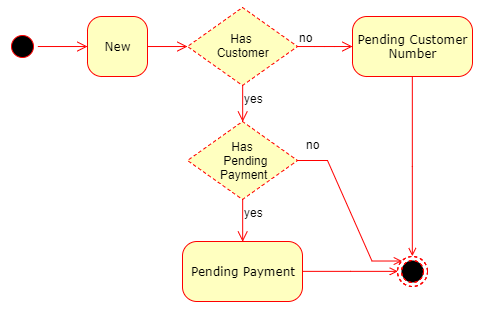 New
Has
Customer
no
Pending Customer
Number
yes
Has
Pending
Payment
no
yes
Pending Payment